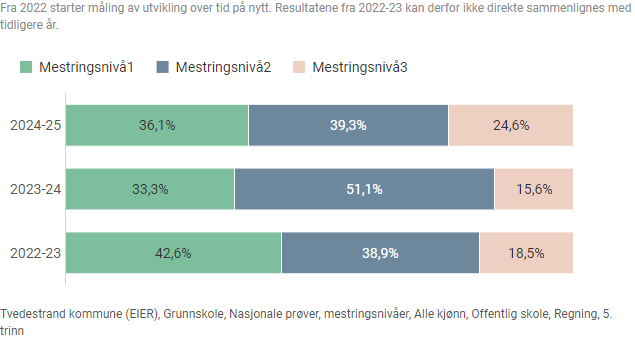 Fra 2022 starter måling av utvikling over tid på nytt. Resultatene fra 2022-23 kan derfor ikke direkte sammenlignes med
tidligere år.
Mestringsnivå1 Mestringsnivå2 Mestringsnivå3
2024-25 36,1% 39,3% 24,6%
2023-24 33,3% 51,1% 15,6%
2022-23 42,6% 38,9% 18,5%
Tvedestrand kommune (EIER), Grunnskole, Nasjonale prøver, mestringsnivåer, Alle kjønn, Offentlig skole, Regning, 5.
trinn